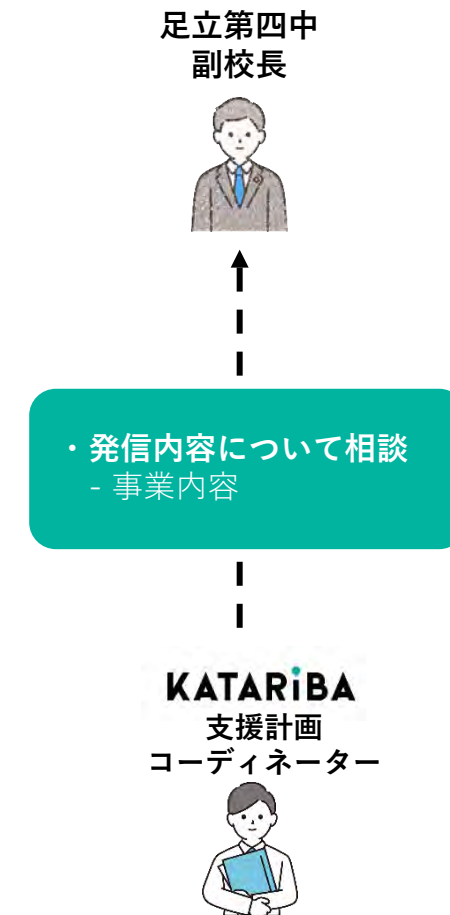 足立第四中
副校長
・発信内容について相談
- 事業内容
KATARiBA
支援計画
コーディネーター